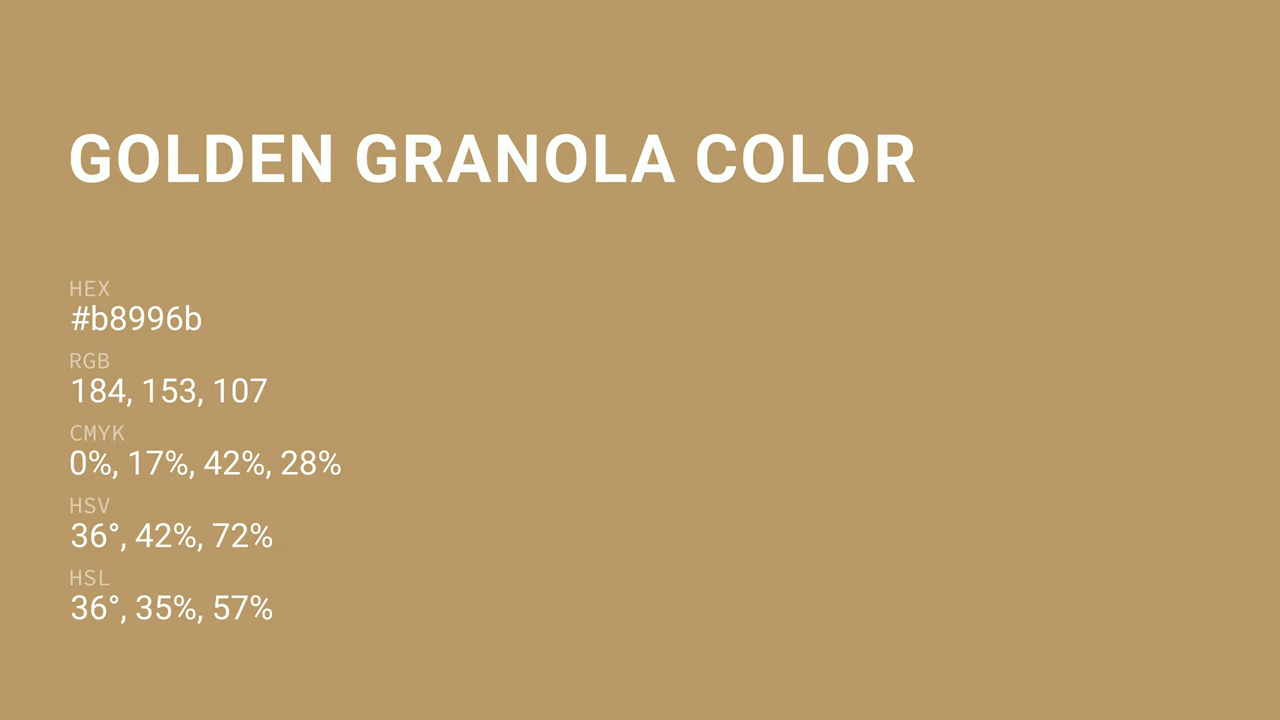 GOLDEN GRANOLA COLOR
HEX
#b8996b
RGB
184, 153, 107
CMYK
0%, 17%, 42%, 28%
HSV
36°, 42%, 72%
HSL
36°, 35%, 57%